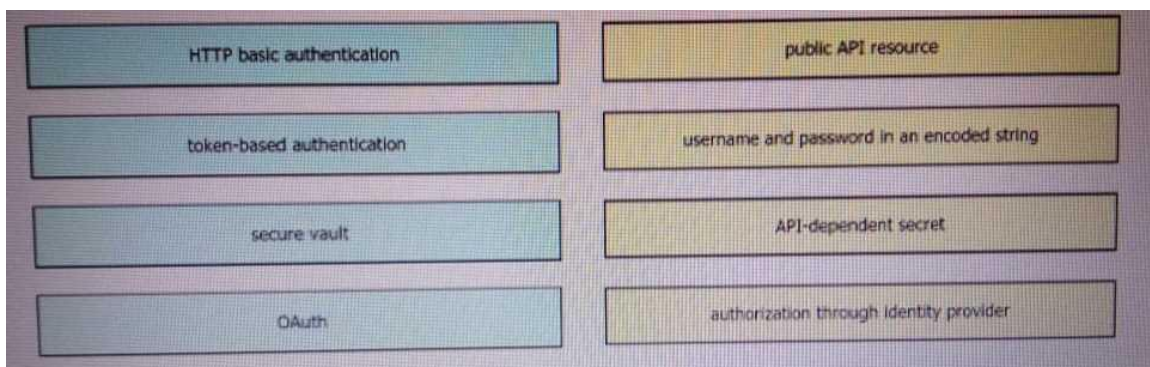 HTTP basic authentication
public API resource
token-based authentication
username and password in an encoded string
secure vault
API-dependent secret
OAuth
authorization through identity provider